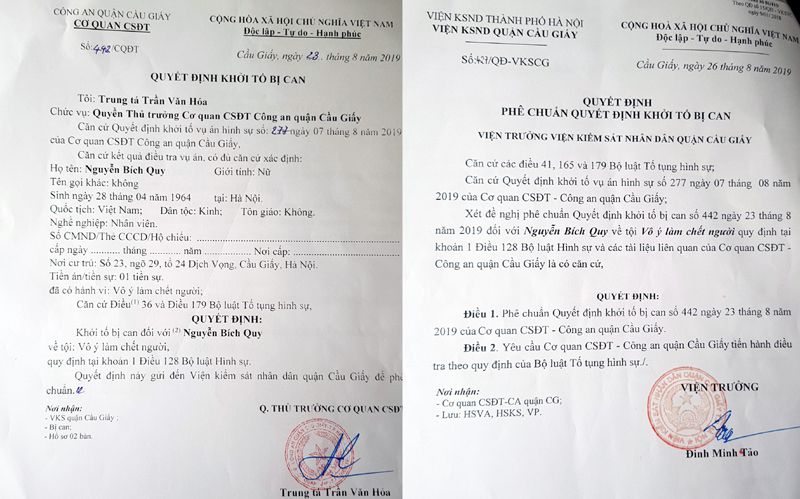 CÔNG AN QUẬN CẦU GIẤY
CƠ QUAN CSĐT
Số: 442/CQĐT
CỘNG HÒA XÃ HỘI CHỦ NGHĨA VIỆT NAM
Độc lập - Tự do - Hạnh phúc
Cầu Giấy, ngày 23. tháng 8 năm 2019
QUYẾT ĐỊNH KHỞI TỐ BỊ CAN
Tôi: Trung tá Trần Văn Hóa
Chức vụ: Quyền Thủ trưởng Cơ quan CSĐT Công an quận Cầu Giấy
Căn cứ Quyết định khởi tố vụ án hình sự số: 277 ngày 07 tháng 8 năm 2019
của Cơ quan CSĐT Công an quận Cầu Giấy,
Căn cứ kết quả điều tra vụ án, có đủ căn cứ xác định:
Họ tên: Nguyễn Bích Quy Giới tính: Nữ
Tên gọi khác: không
Sinh ngày 28 tháng 04 năm 1964 tại: Hà Nội.
Quốc tịch: Việt Nam; Dân tộc: Kinh; Tôn giáo: Không.
Nghề nghiệp: Nhân viên.
Số CMND/Thẻ CCCD/Hộ chiếu: ........................
cấp ngày .......... tháng ........ năm ............. Nơi cấp: ........................
Nơi cư trú: Số 23, ngõ 29, tổ 24 Dịch Vọng, Cầu Giấy, Hà Nội.
Tiền án/tiền sự: 01 tiền sự.
đã có hành vi: Vô ý làm chết người;
Căn cứ Điều(1) 36 và Điều 179 Bộ luật Tố tụng hình sự,
QUYẾT ĐỊNH:
Khởi tố bị can đối với (2) Nguyễn Bích Quy
về tội: Vô ý làm chết người,
quy định tại khoản 1 Điều 128 Bộ luật Hình sự.
Quyết định này gửi đến Viện kiểm sát nhân dân quận Cầu Giấy để phê
chuẩn.
Nơi nhận:
- VKS quận Cầu Giấy ;
- Bị can;
- Hồ sơ 02 bản.
Q. THỦ TRƯỞNG CƠ QUAN CSĐT
Trung tá Trần Văn Hóa
VIỆN KSND THÀNH PHỐ HÀ NỘI
VIỆN KSND QUẬN CẦU GIẤY
Số:427/QĐ-VKSCG
CỘNG HOÀ XÃ HỘI CHỦ NGHĨA VIỆT NAM
Độc lập - Tự do - Hạnh phúc
Cầu Giấy, ngày 26 tháng 8 năm 2019
QUYẾT ĐỊNH
PHÊ CHUẨN QUYẾT ĐỊNH KHỞI TỐ BỊ CAN
VIỆN TRƯỞNG VIỆN KIỂM SÁT NHÂN DÂN QUẬN CẦU GIẤY
Căn cứ các điều 41, 165 và 179 Bộ luật Tố tụng hình sự;
Căn cứ Quyết định khởi tố vụ án hình sự số 277 ngày 07 tháng 08 năm
2019 của Cơ quan CSĐT - Công an quận Cầu Giấy;
Xét đề nghị phê chuẩn Quyết định khởi tố bị can số 442 ngày 23 tháng 8
năm 2019 đối với Nguyễn Bích Quy về tội Vô ý làm chết người quy định tại
khoản 1 Điều 128 Bộ luật Hình sự và các tài liệu liên quan của Cơ quan CSĐT -
Công an quận Cầu Giấy là có căn cứ,
QUYẾT ĐỊNH:
Điều 1. Phê chuẩn Quyết định khởi tố bị can số 442 ngày 23 tháng 8 năm
2019 của Cơ quan CSĐT - Công an quận Cầu Giấy.
Điều 2. Yêu cầu Cơ quan CSĐT - Công an quận Cầu Giấy tiến hành điều
tra theo quy định của Bộ luật Tố tụng hình sự./.
Nơi nhận:
- Cơ quan CSĐT-CA quận CG;
- Lưu: HSVA, HSKS, VP.
VIỆN TRƯỞNG
Đinh Minh Tảo